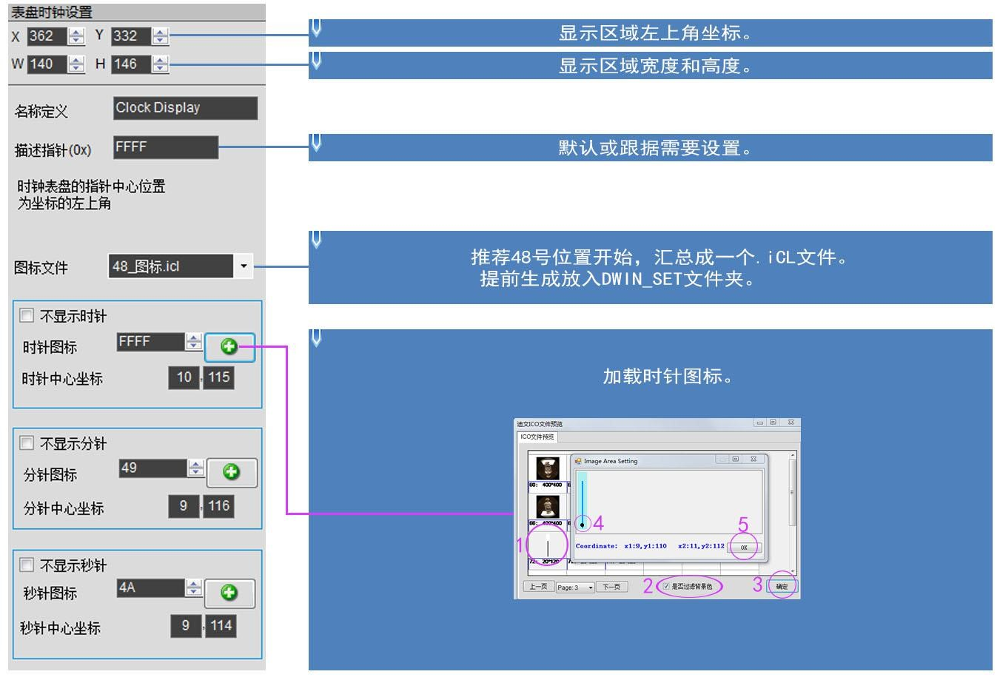 表盘时钟设置
X 362 Y 332
显示区域左上角坐标。
W 140 H 146
显示区域宽度和高度。
名称定义 Clock Display
描述指针(0x) FFFF
默认或跟据需要设置。
时钟表盘的指针中心位置
为坐标的左上角
图标文件 48_图标.icl
推荐48号位置开始，汇总成一个.iCL文件。
提前生成放入DWIN_SET文件夹。
不显示时针
时针图标 FFFF
时针中心坐标 10 , 115
不显示分针
分针图标 49
分针中心坐标 9 , 116
不显示秒针
秒针图标 4A
秒针中心坐标 9 , 114
加载时针图标。
迪文ICO文件预览
ICO文件预览
Image Area Setting
60: 400*400
66: 400*400
4
5
1
Coordinate: x1:9,y1:110 x2:11,y2:112
OK
72: 20*120
上一页 Page: 3 下一页
2 是否过滤背景色
3 确定